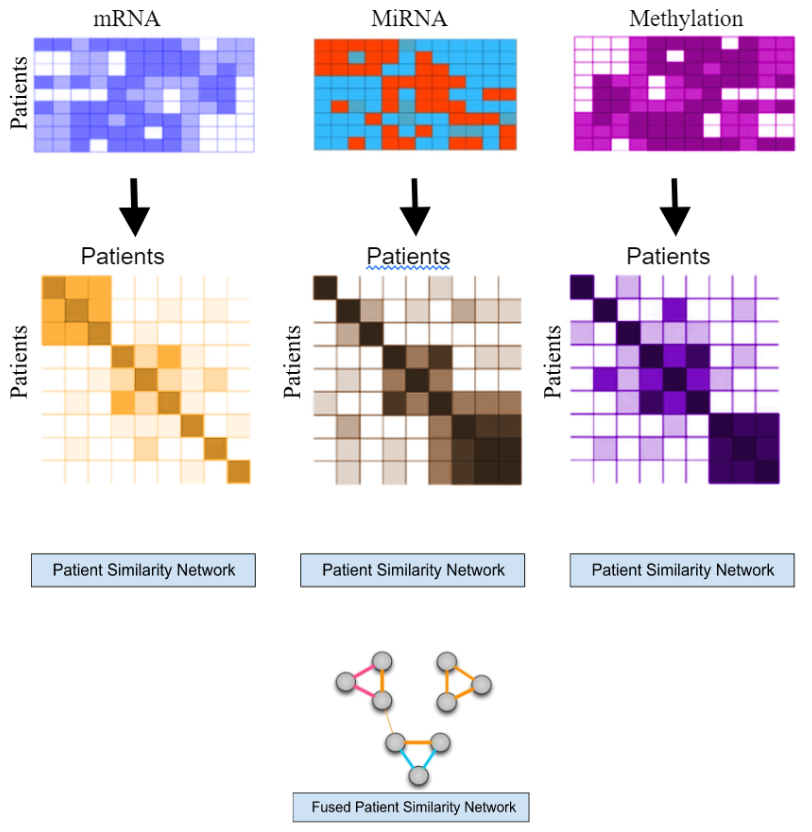 mRNA
MiRNA
Methylation
Patients
Patients
Patients
Patients
Patients
Patients
Patients
Patient Similarity Network
Patient Similarity Network
Patient Similarity Network
Fused Patient Similarity Network